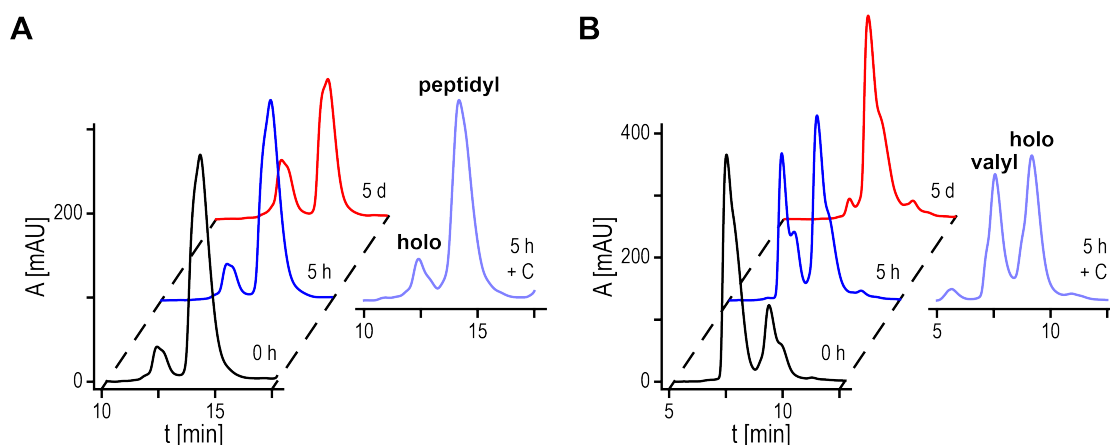 A
A [mAU]
200
0
10
15
t [min]
0 h
5 h
5 d
holo
peptidyl
5 h
+ C
10
15
B
A [mAU]
400
200
0
5
10
t [min]
0 h
5 h
5 d
valyl
holo
5 h
+ C
5
10